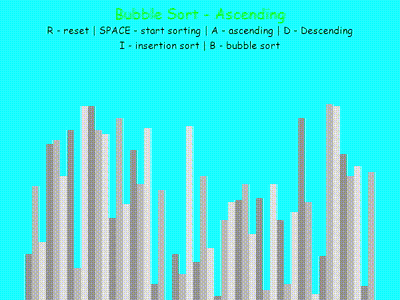 Bubble Sort - Ascending
R - reset | SPACE - start sorting | A - ascending | D - Descending
I - insertion sort | B - bubble sort